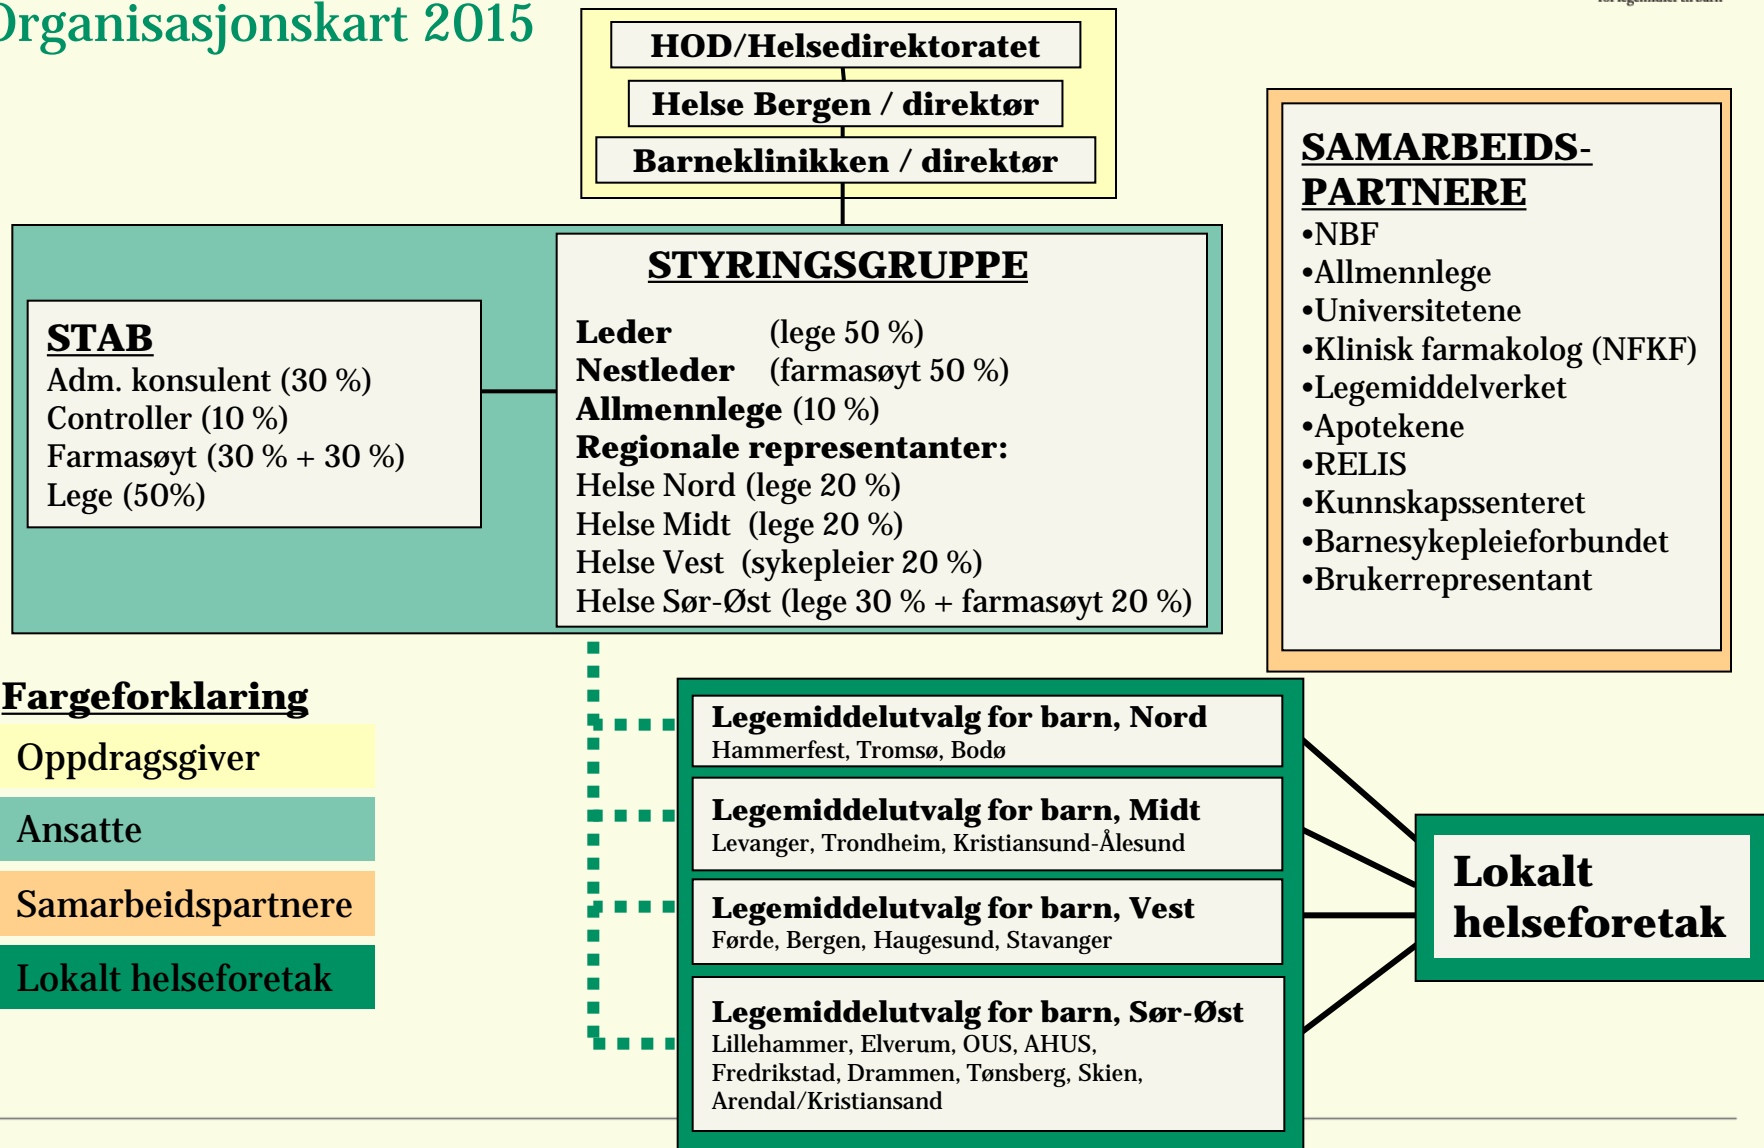 Organisasjonskart 2015
for legemidler til barn
HOD/Helsedirektoratet
Helse Bergen / direktør
Barneklinikken / direktør
STYRINGSGRUPPE
Leder (lege 50 %)
Nestleder (farmasøyt 50 %)
Allmennlege (10 %)
Regionale representanter:
Helse Nord (lege 20 %)
Helse Midt (lege 20 %)
Helse Vest (sykepleier 20 %)
Helse Sør-Øst (lege 30 % + farmasøyt 20 %)
STAB
Adm. konsulent (30 %)
Controller (10 %)
Farmasøyt (30 % + 30 %)
Lege (50%)
SAMARBEIDS-
PARTNERE
•NBF
•Allmennlege
•Universitetene
•Klinisk farmakolog (NFKF)
•Legemiddelverket
•Apotekene
•RELIS
•Kunnskapssenteret
•Barnesykepleieforbundet
•Brukerrepresentant
Fargeforklaring
Oppdragsgiver
Ansatte
Samarbeidspartnere
Lokalt helseforetak
Legemiddelutvalg for barn, Nord
Hammerfest, Tromsø, Bodø
Legemiddelutvalg for barn, Midt
Levanger, Trondheim, Kristiansund-Ålesund
Legemiddelutvalg for barn, Vest
Førde, Bergen, Haugesund, Stavanger
Legemiddelutvalg for barn, Sør-Øst
Lillehammer, Elverum, OUS, AHUS,
Fredrikstad, Drammen, Tønsberg, Skien,
Arendal/Kristiansand
Lokalt
helseforetak